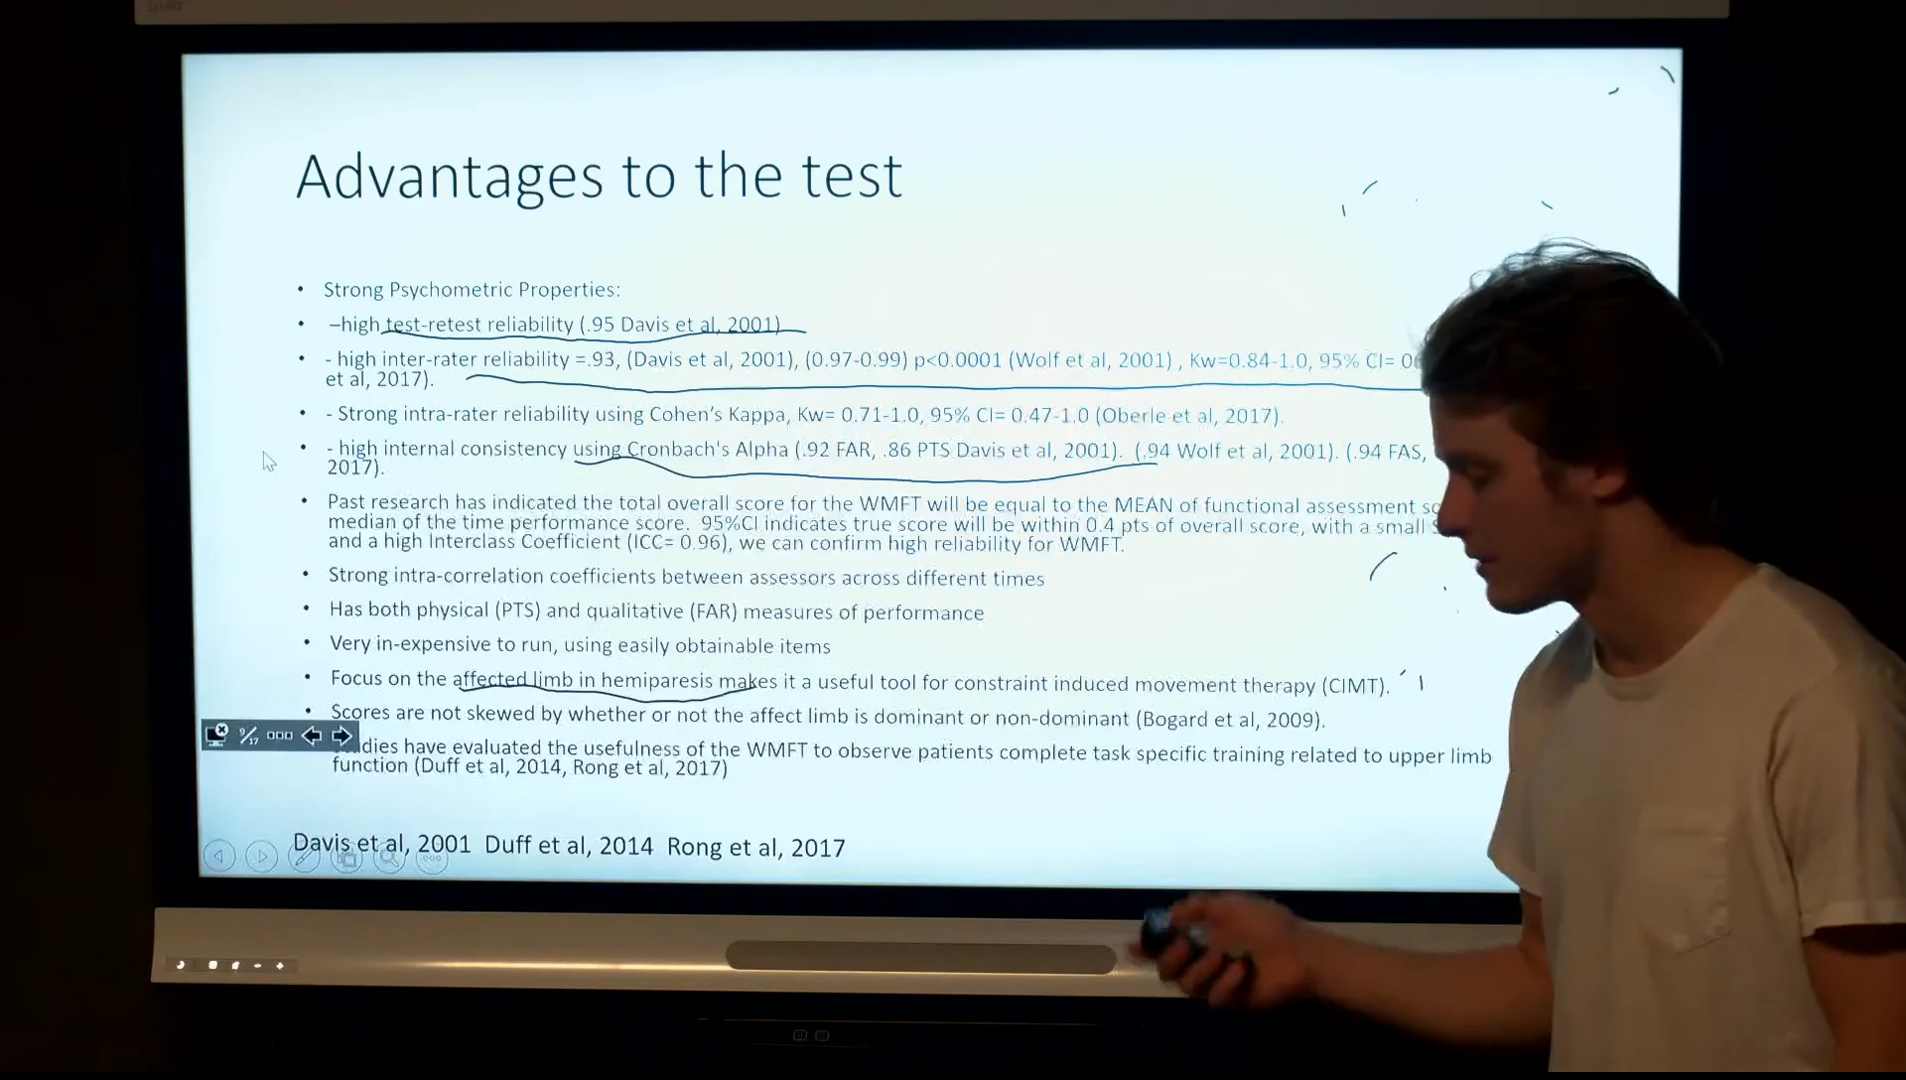 Advantages to the test
• Strong Psychometric Properties:
• –high test-retest reliability (.95 Davis et al, 2001)
• - high inter-rater reliability =.93, (Davis et al, 2001), (0.97-0.99) p<0.0001 (Wolf et al, 2001) , Kw=0.84-1.0, 95% CI=
et al, 2017).
• - Strong intra-rater reliability using Cohen's Kappa, Kw= 0.71-1.0, 95% CI= 0.47-1.0 (Oberle et al, 2017).
• - high internal consistency using Cronbach's Alpha (.92 FAR, .86 PTS Davis et al, 2001). (.94 Wolf et al, 2001). (.94 FAS,
2017).
• Past research has indicated the total overall score for the WMFT will be equal to the MEAN of functional assessment
median of the time performance score. 95%CI indicates true score will be within 0.4 pts of overall score, with a small
and a high Interclass Coefficient (ICC= 0.96), we can confirm high reliability for WMFT.
• Strong intra-correlation coefficients between assessors across different times
• Has both physical (PTS) and qualitative (FAR) measures of performance
• Very in-expensive to run, using easily obtainable items
• Focus on the affected limb in hemiparesis makes it a useful tool for constraint induced movement therapy (CIMT).
• Scores are not skewed by whether or not the affect limb is dominant or non-dominant (Bogard et al, 2009).
9/17
have evaluated the usefulness of the WMFT to observe patients complete task specific training related to upper limb
function (Duff et al, 2014, Rong et al, 2017)
Davis et al, 2001 Duff et al, 2014 Rong et al, 2017